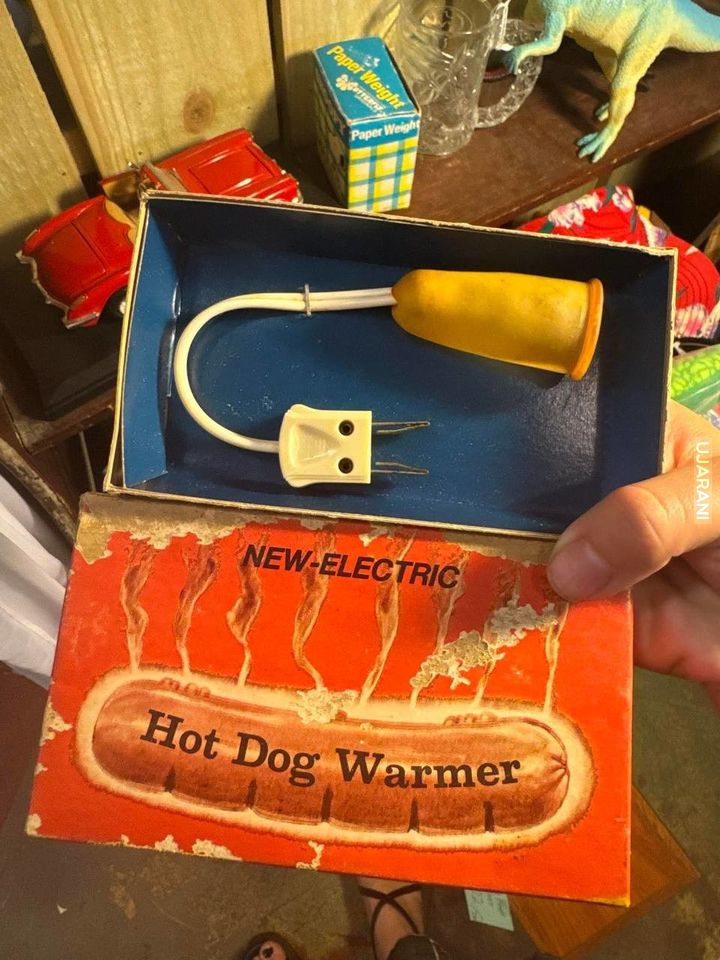 Paper Weight
Paper Weight
NEW-ELECTRIC
Hot Dog Warmer
UJARANI